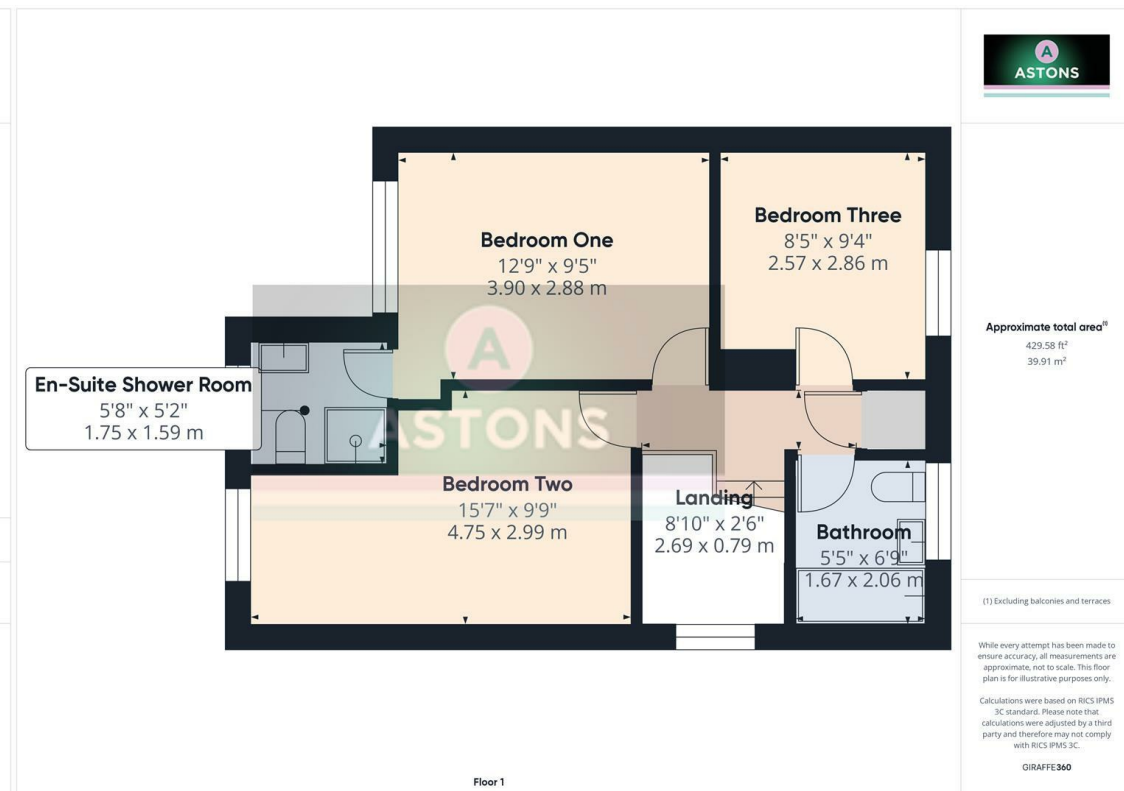 A
ASTONS
Bedroom One
12'9" x 9'5"
3.90 x 2.88 m
Bedroom Three
8'5" x 9'4"
2.57 x 2.86 m
En-Suite Shower Room
5'8" x 5'2"
1.75 x 1.59 m
A
ASTONS
Bedroom Two
15'7" x 9'9"
4.75 x 2.99 m
Landing
8'10" x 2'6"
2.69 x 0.79 m
Bathroom
5'5" x 6'9"
1.67 x 2.06 m
Floor 1
Approximate total area(1)
429.58 ft²
39.91 m²
(1) Excluding balconies and terraces
While every attempt has been made to
ensure accuracy, all measurements are
approximate, not to scale. This floor
plan is for illustrative purposes only.
Calculations were based on RICS IPMS
3C standard. Please note that
calculations were adjusted by a third
party and therefore may not comply
with RICS IPMS 3C.
GIRAFFE360